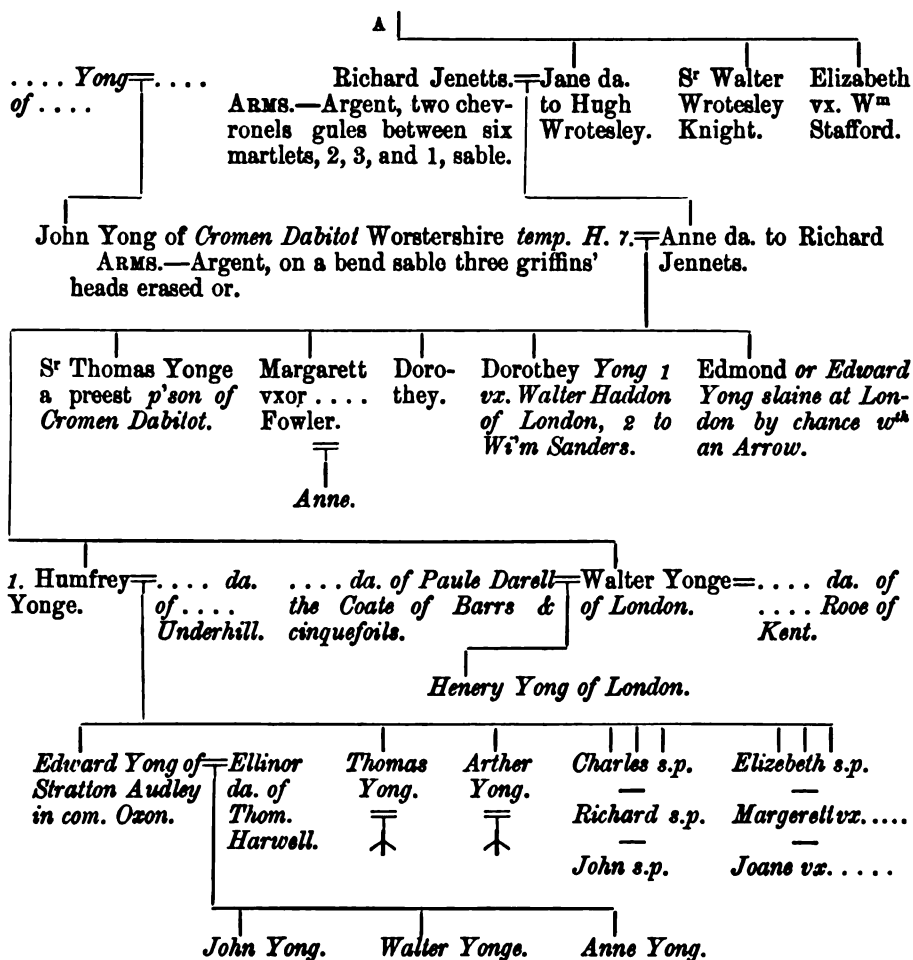 A
.... Yong=....
of ....
Richard Jenetts.=Jane da.
to Hugh
Wrotesley.
Arms.—Argent, two chev-
ronels gules between six
martlets, 2, 3, and 1, sable.
Sr Walter
Wrotesley
Knight.
Elizabeth
vx. Wm
Stafford.
John Yong of Cromen Dabitot Worstershire temp. H. 7.=Anne da. to Richard
Jennets.
Arms.—Argent, on a bend sable three griffins'
heads erased or.
Sr Thomas Yonge
a preest p'son of
Cromen Dabitot.
Margarett
vxor ....
Fowler.
Anne.
Doro-
they.
Dorothey Yong 1
vx. Walter Haddon
of London, 2 to
Wi'm Sanders.
Edmond or Edward
Yong slaine at Lon-
don by chance wth
an Arrow.
1. Humfrey=.... da.
Yonge.
of ....
Underhill.
.... da. of Paule Darell=Walter Yonge=.... da. of
the Coate of Barrs &
cinquefoils.
of London.
.... Rooe of
Kent.
Henery Yong of London.
Edward Yong of=Ellinor
Stratton Audley
in com. Oxon.
da. of
Thom.
Harwell.
Thomas
Yong.
Arther
Yong.
Charles s.p.
Richard s.p.
John s.p.
Elizebeth s.p.
Margerett vx.....
Joane vx.....
John Yong.
Walter Yonge.
Anne Yong.